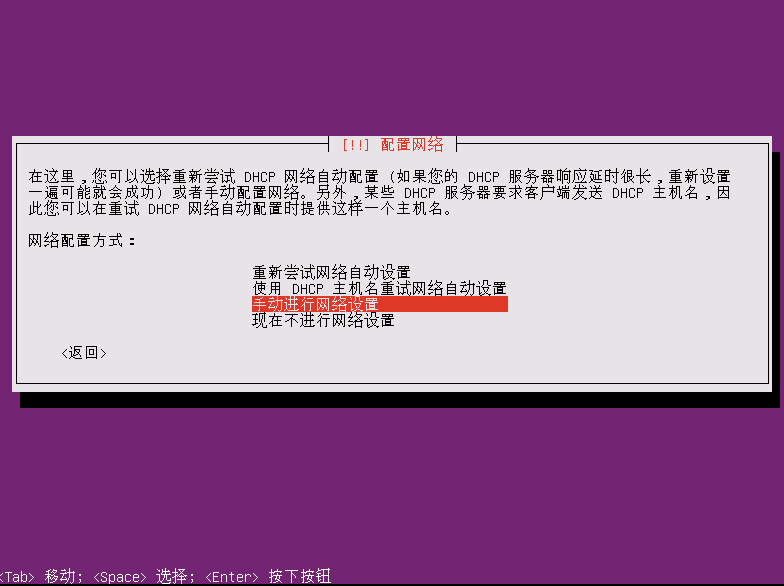 [!!] 配置网络
在这里,您可以选择重新尝试 DHCP 网络自动配置 (如果您的 DHCP 服务器响应延时很长,重新设置
一遍可能就会成功) 或者手动配置网络。另外,某些 DHCP 服务器要求客户端发送 DHCP 主机名,因
此您可以在重试 DHCP 网络自动配置时提供这样一个主机名。
网络配置方式:
重新尝试网络自动设置
使用 DHCP 主机名重试网络自动设置
手动进行网络设置
现在不进行网络设置
<返回>
<Tab> 移动; <Space> 选择; <Enter> 按下按钮